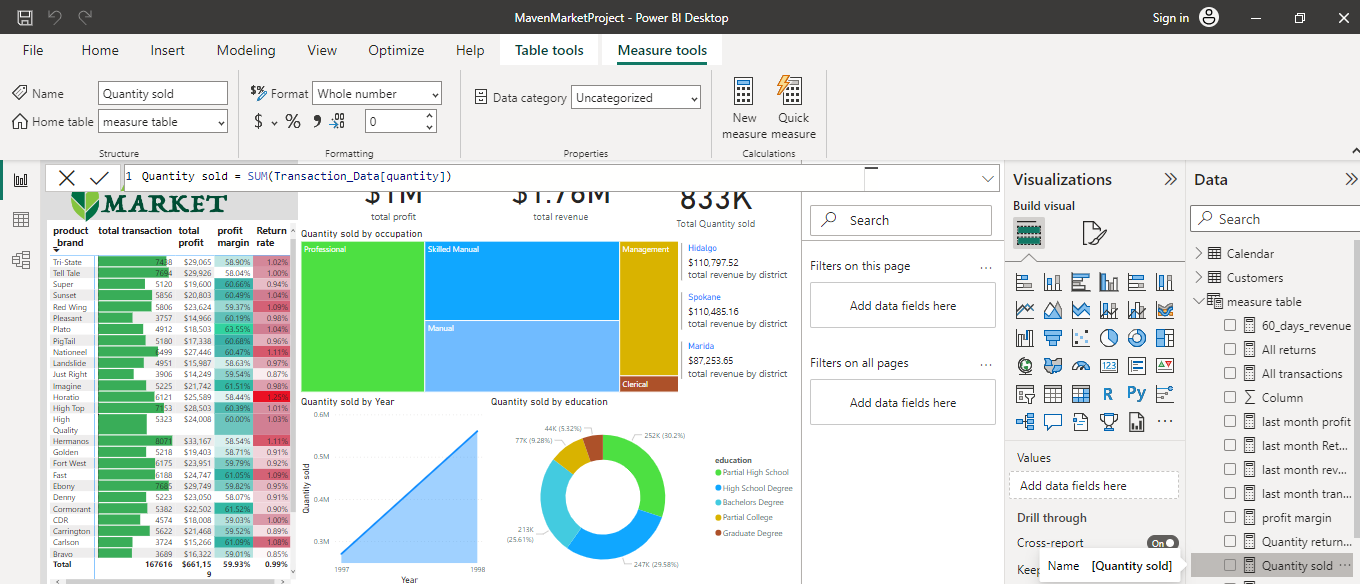 MavenMarketProject - Power BI Desktop
Sign in
File Home Insert Modeling View Optimize Help Table tools Measure tools
Name Quantity sold
Home table measure table
Structure
Format Whole number
$ % 0
Formatting
Data category Uncategorized
Properties
New measure
Quick measure
Calculations
1 Quantity sold = SUM(Transaction_Data[quantity])
MARKET
$1M
total profit
$1.76M
total revenue
833K
Total Quantity sold
product_brand total transaction total profit profit margin Return rate
Tri-State 7438 $29,065 58.90% 1.02%
Tell Tale 7694 $29,926 58.04% 1.00%
Super 5120 $19,600 60.66% 0.94%
Sunset 5856 $20,803 60.49% 1.04%
Red Wing 5806 $23,624 59.37% 1.09%
Pleasant 3757 $14,966 60.19% 0.98%
Plato 4912 $18,503 63.55% 1.04%
PigTail 5180 $17,338 60.68% 0.96%
Nationeel 6499 $27,446 60.47% 1.11%
Landslide 4951 $15,987 58.63% 0.97%
Just Right 3906 $14,249 59.54% 0.87%
Imagine 5225 $21,742 61.51% 0.98%
Horatio 6121 $25,589 58.44% 1.25%
High Top 7153 $28,503 60.39% 1.01%
High Quality 5323 $24,008 60.00% 1.03%
Hermanos 8071 $33,167 58.54% 1.11%
Golden 5218 $19,403 58.71% 0.91%
Fort West 6175 $23,951 59.79% 0.92%
Fast 6188 $24,747 61.05% 1.09%
Ebony 7685 $29,749 59.82% 0.95%
Denny 5223 $23,050 58.07% 0.91%
Cormorant 5382 $22,502 61.52% 0.90%
CDR 4574 $18,008 59.03% 1.00%
Carrington 5622 $21,468 59.52% 0.89%
Carlson 3724 $15,266 61.09% 1.08%
Bravo 3689 $16,322 59.01% 0.85%
Total 167616 $661,159 59.93% 0.99%
Quantity sold by occupation
Professional
Skilled Manual
Manual
Management
Clerical
Hidalgo
$110,797.52
total revenue by district
Spokane
$110,485.16
total revenue by district
Marida
$87,253.65
total revenue by district
Quantity sold by Year
Quantity sold
0.6M
0.5M
0.4M
0.3M
1997 1998
Year
Quantity sold by education
44K (5.32%)
77K (9.28%)
252K (30.2%)
213K (25.61%)
247K (29.58%)
education
Partial High School
High School Degree
Bachelors Degree
Partial College
Graduate Degree
Search
Filters on this page
...
Add data fields here
Filters on all pages
...
Add data fields here
Visualizations
Build visual
123
R Py
...
Values
Add data fields here
Drill through
Cross-report On
Keep
Name [Quantity sold]
Data
Search
Calendar
Customers
measure table
60_days_revenue
All returns
All transactions
Column
last month profit
last month Ret...
last month rev...
last month tran...
profit margin
Quantity return...
Quantity sold ...